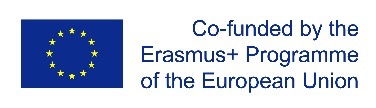 Co-funded by the
Erasmus+ Programme
of the European Union